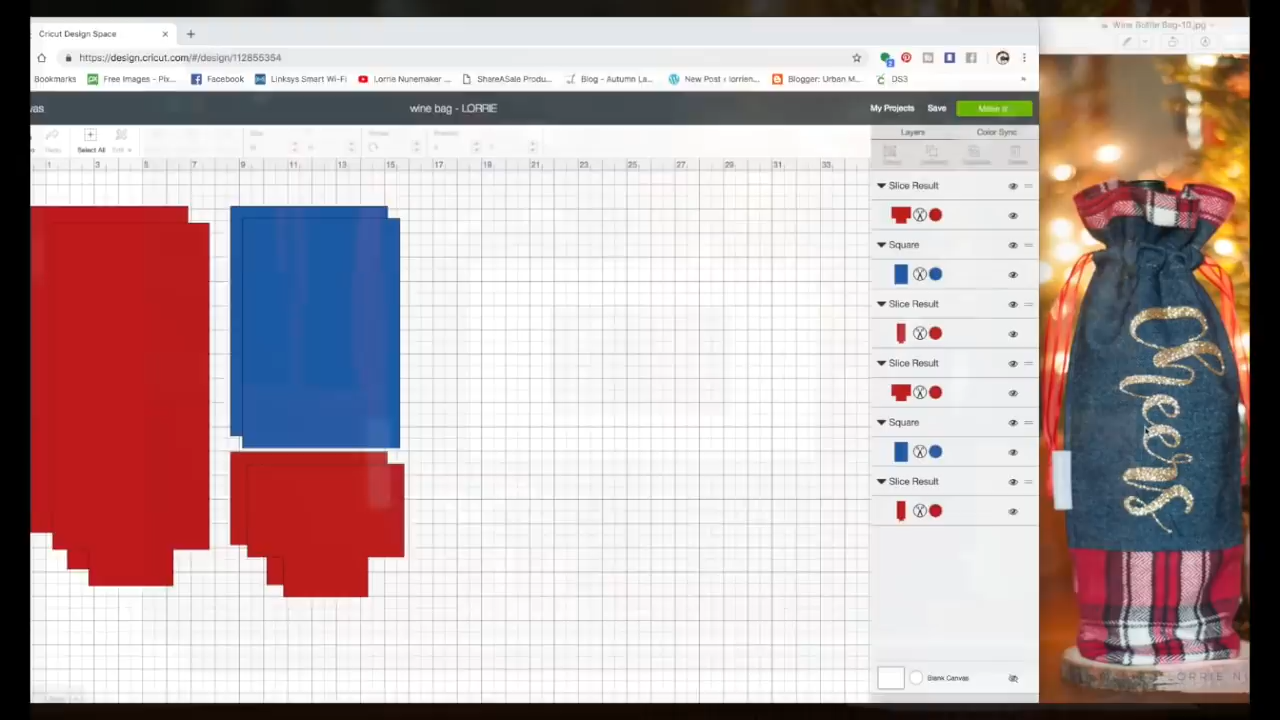 Cricut Design Space
Wine Bottle Bag-10.jpg
https://design.cricut.com/#/design/112855354
Bookmarks Free Images - Pix... Facebook Linksys Smart Wi-Fi Lorrie Nunemaker ... ShareASale Produ... Blog - Autumn La... New Post ‹ lorrien... Blogger: Urban M... DS3 »
vas wine bag - LORRIE My Projects Save Make It
Layers Color Sync
Select All
1 3 5 7 9 11 13 15 17 19 21 23 25 27 29 31 33
Slice Result
Square
Slice Result
Slice Result
Square
Slice Result
Blank Canvas
Cheers
LORRIE